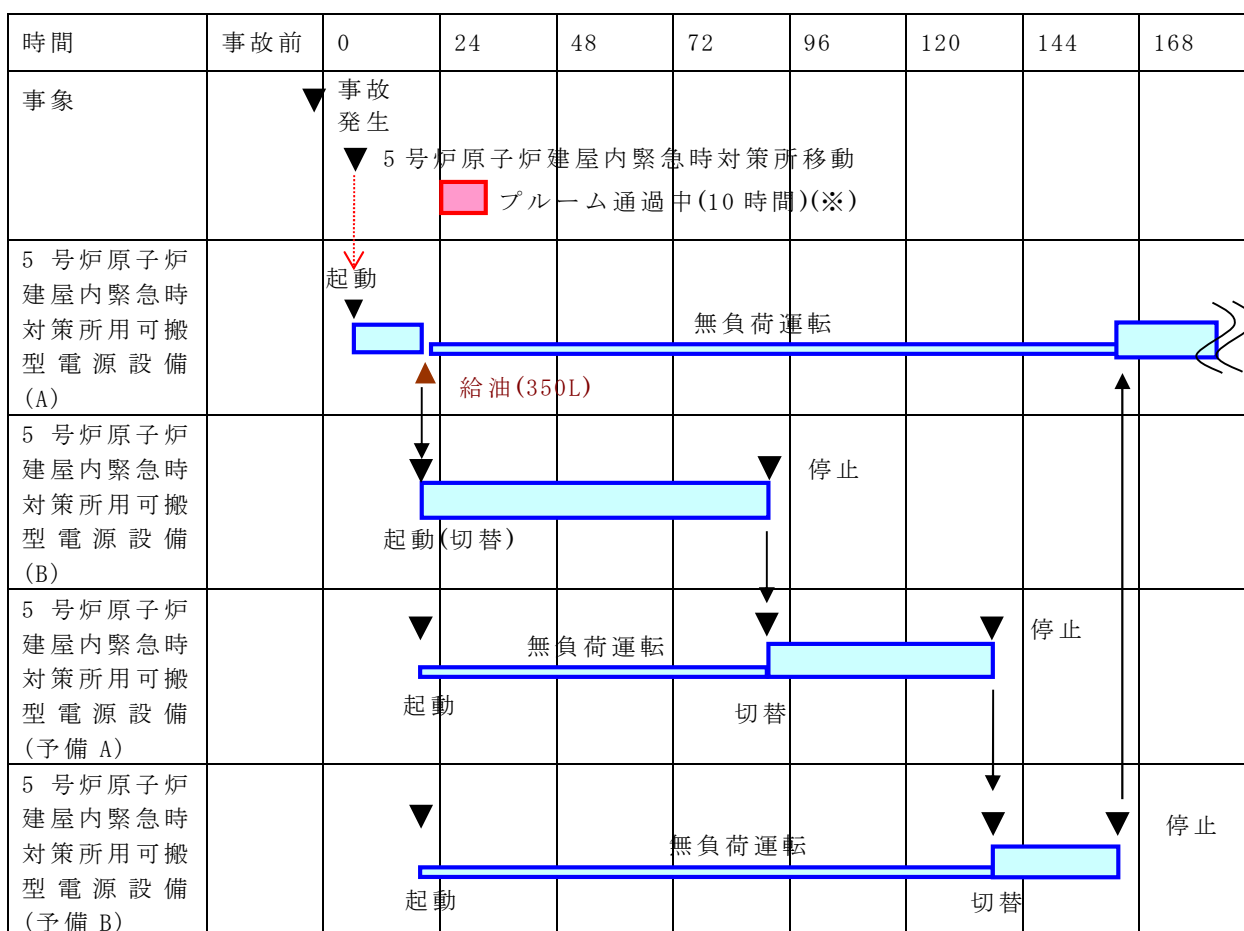 時間 事故前 0 24 48 72 96 120 144 168
事象
事故
発生
5 号炉原子炉建屋内緊急時対策所移動
プルーム通過中(10 時間)(※)
5 号炉原子炉
建屋内緊急時
対策所用可搬
型電源設備
(A)
起動
無負荷運転
給油(350L)
5 号炉原子炉
建屋内緊急時
対策所用可搬
型電源設備
(B)
停止
起動(切替)
5 号炉原子炉
建屋内緊急時
対策所用可搬
型電源設備
(予備 A)
無負荷運転
停止
起動
切替
5 号炉原子炉
建屋内緊急時
対策所用可搬
型電源設備
(予備 B)
無負荷運転
停止
起動
切替